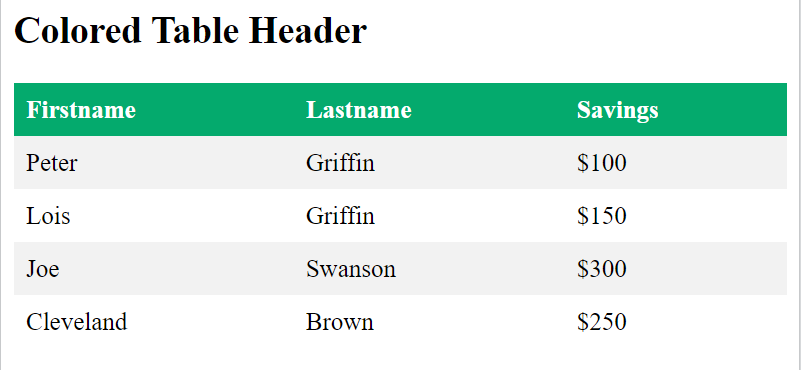 Colored Table Header
Firstname Lastname Savings
Peter Griffin $100
Lois Griffin $150
Joe Swanson $300
Cleveland Brown $250